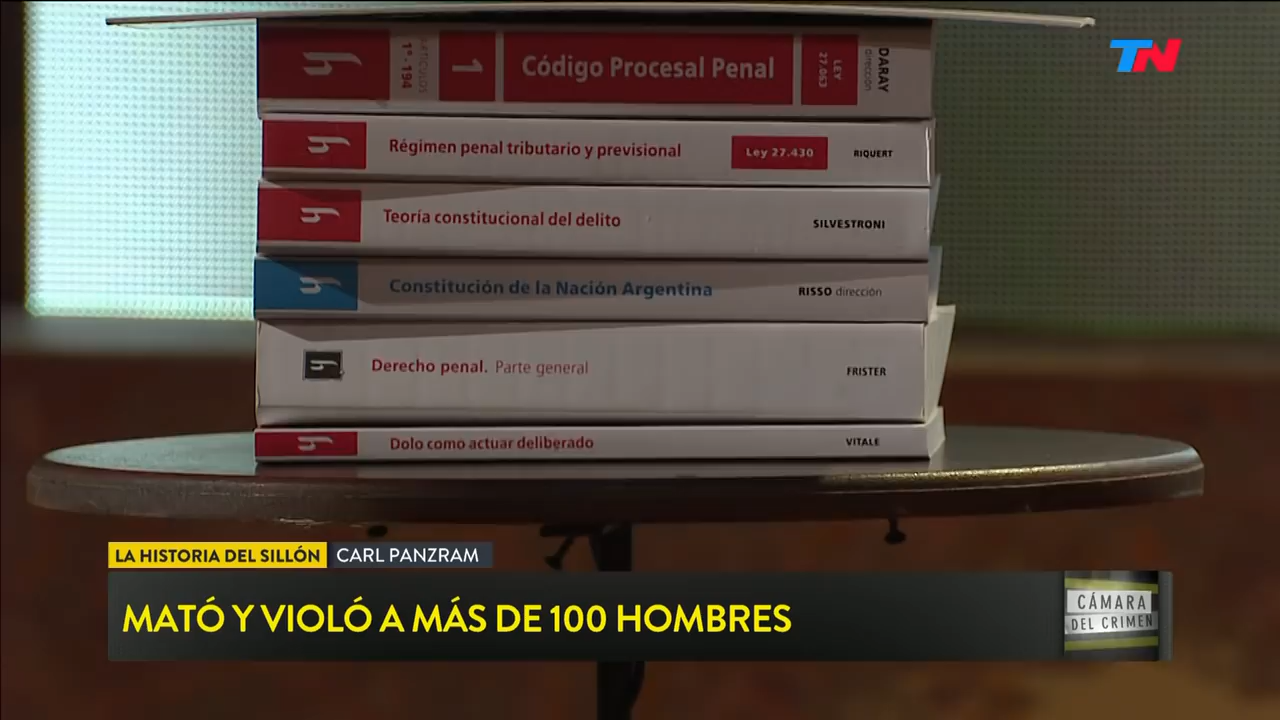 TN
h
ARTÍCULOS
1º - 194
1
Código Procesal Penal
LEY
27.063
DARAY
dirección
h
Régimen penal tributario y previsional
Ley 27.430
RIQUERT
h
Teoría constitucional del delito
SILVESTRONI
h
Constitución de la Nación Argentina
RISSO dirección
h
Derecho penal. Parte general
FRISTER
h
Dolo como actuar deliberado
VITALE
LA HISTORIA DEL SILLÓN
CARL PANZRAM
MATÓ Y VIOLÓ A MÁS DE 100 HOMBRES
CÁMARA
DEL CRIMEN